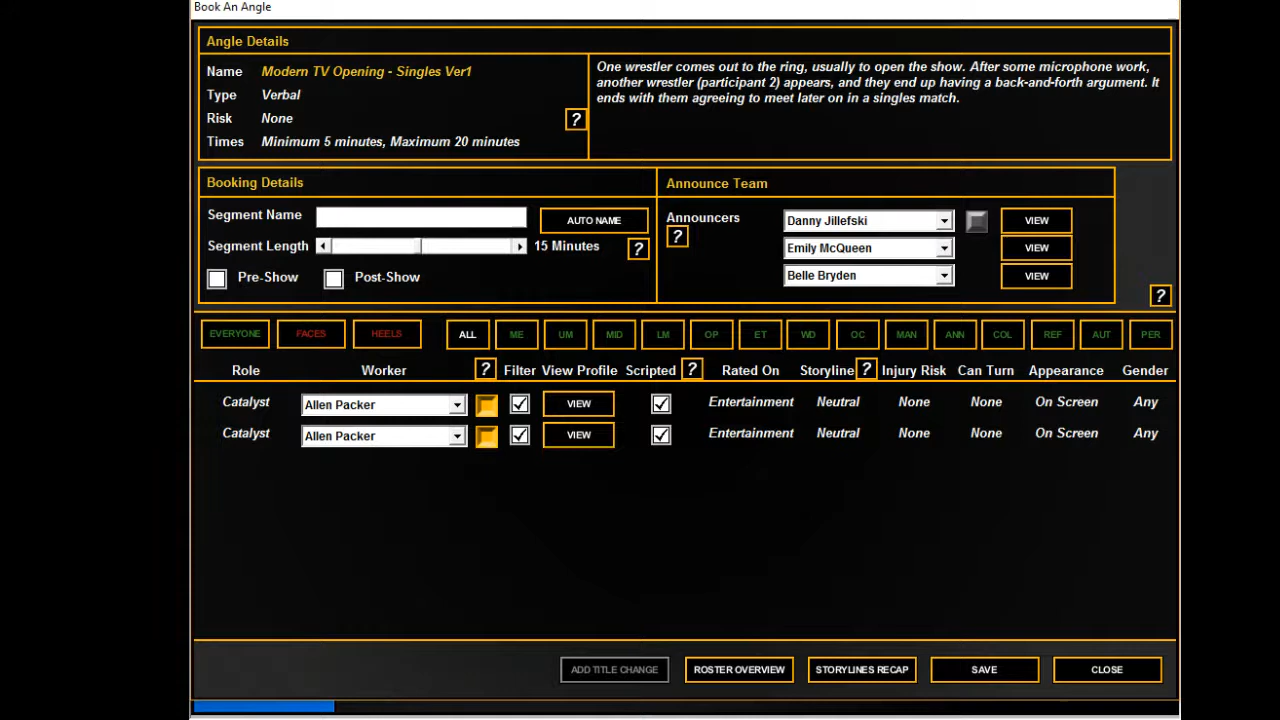 Book An Angle
Angle Details
Name Modern TV Opening - Singles Ver1
Type Verbal
Risk None
Times Minimum 5 minutes, Maximum 20 minutes
?
One wrestler comes out to the ring, usually to open the show. After some microphone work,
another wrestler (participant 2) appears, and they end up having a back-and-forth argument. It
ends with them agreeing to meet later on in a singles match.
Booking Details
Segment Name AUTO NAME
Segment Length 15 Minutes ?
Pre-Show Post-Show
Announce Team
Announcers Danny Jillefski VIEW
? Emily McQueen VIEW
Belle Bryden VIEW
?
EVERYONE FACES HEELS ALL ME UM MID LM OP ET WD OC MAN ANN COL REF AUT PER
Role Worker ? Filter View Profile Scripted ? Rated On Storyline ? Injury Risk Can Turn Appearance Gender
Catalyst Allen Packer VIEW Entertainment Neutral None None On Screen Any
Catalyst Allen Packer VIEW Entertainment Neutral None None On Screen Any
ADD TITLE CHANGE ROSTER OVERVIEW STORYLINES RECAP SAVE CLOSE